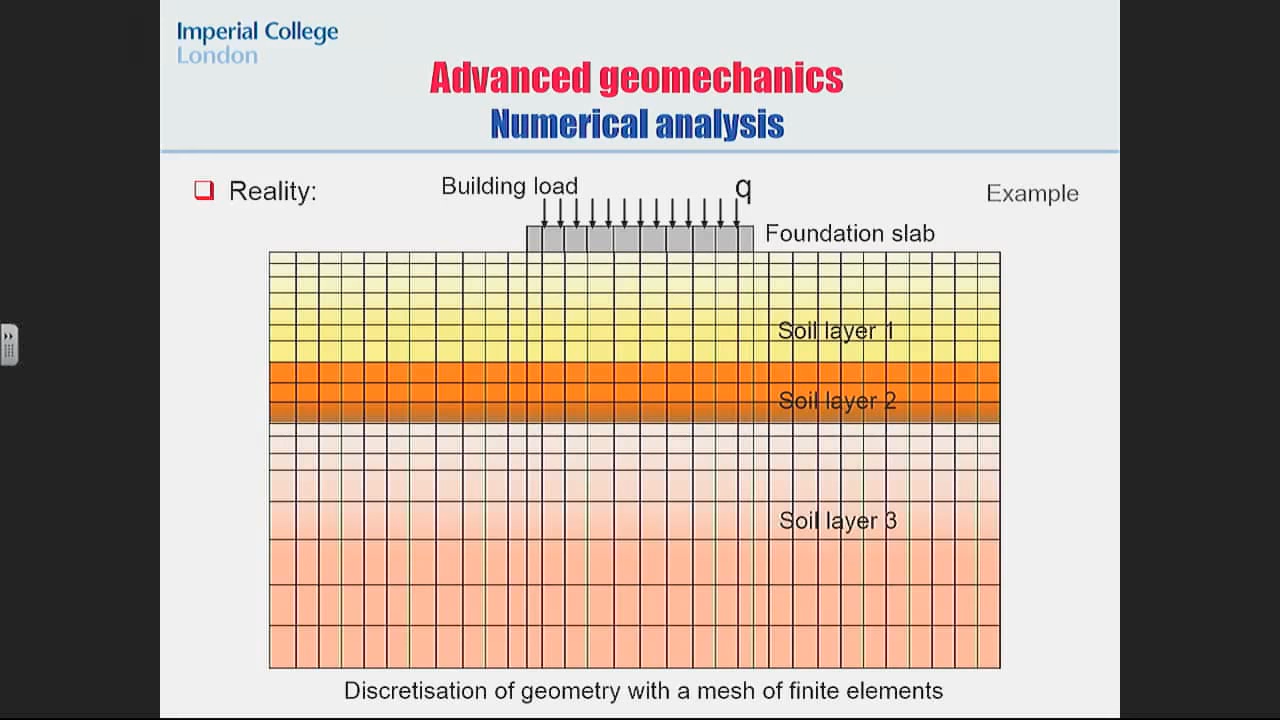 Imperial College
London
Advanced geomechanics
Numerical analysis
Reality:
Building load
q
Example
Foundation slab
Soil layer 1
Soil layer 2
Soil layer 3
Discretisation of geometry with a mesh of finite elements